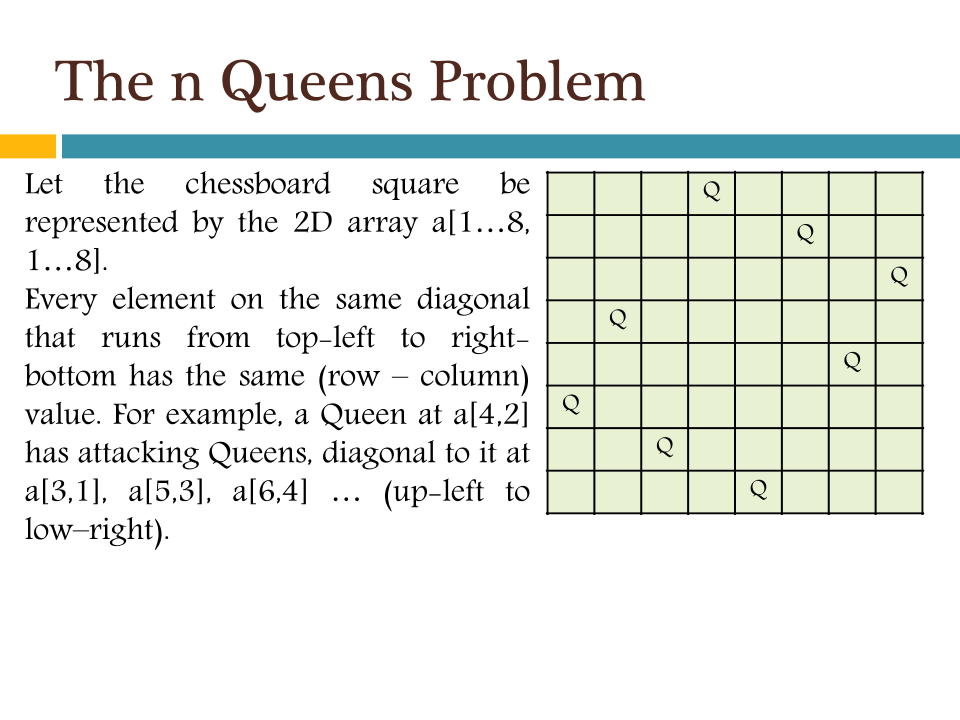 The n Queens Problem
Let the chessboard square be
represented by the 2D array a[1…8,
1…8].
Every element on the same diagonal
that runs from top-left to right-
bottom has the same (row – column)
value. For example, a Queen at a[4,2]
has attacking Queens, diagonal to it at
a[3,1], a[5,3], a[6,4] … (up-left to
low–right).
Q
Q
Q
Q
Q
Q
Q
Q